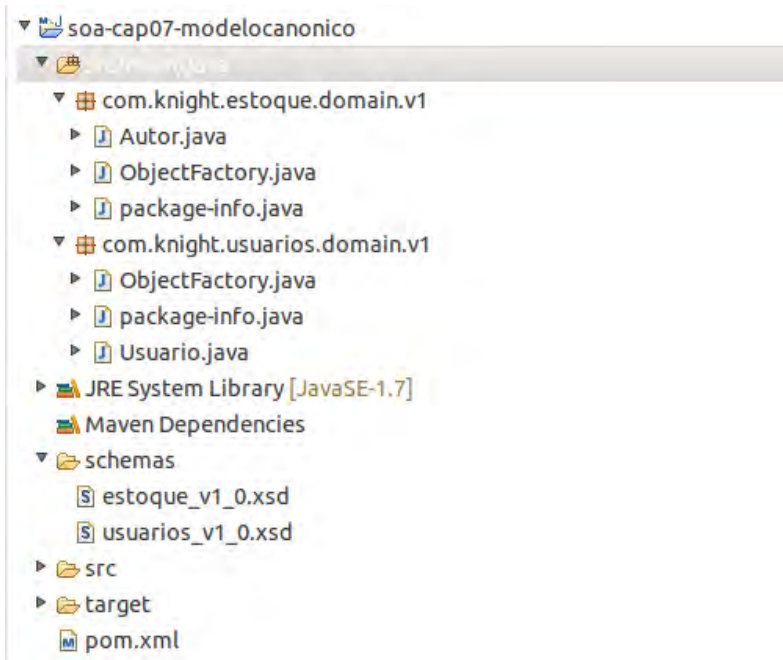 soa-cap07-modelocanonico
com.knight.estoque.domain.v1
Autor.java
ObjectFactory.java
package-info.java
com.knight.usuarios.domain.v1
ObjectFactory.java
package-info.java
Usuario.java
JRE System Library [JavaSE-1.7]
Maven Dependencies
schemas
estoque_v1_0.xsd
usuarios_v1_0.xsd
src
target
pom.xml